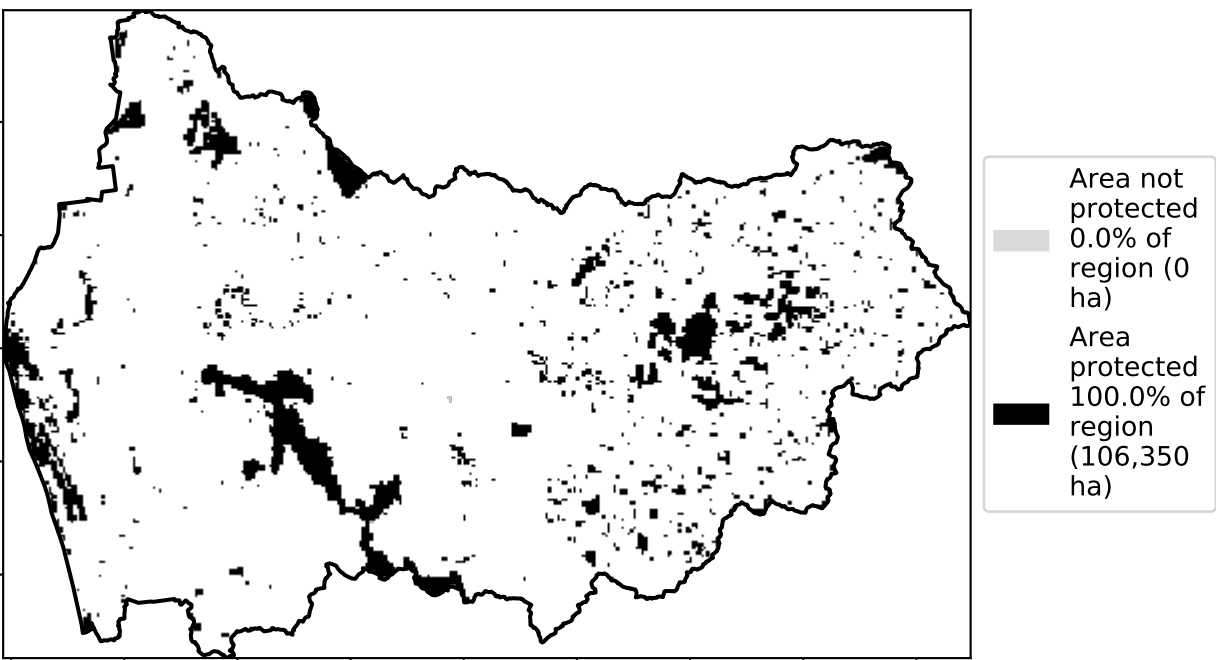 Area not
protected
0.0% of
region (0
ha)
Area
protected
100.0% of
region
(106,350
ha)